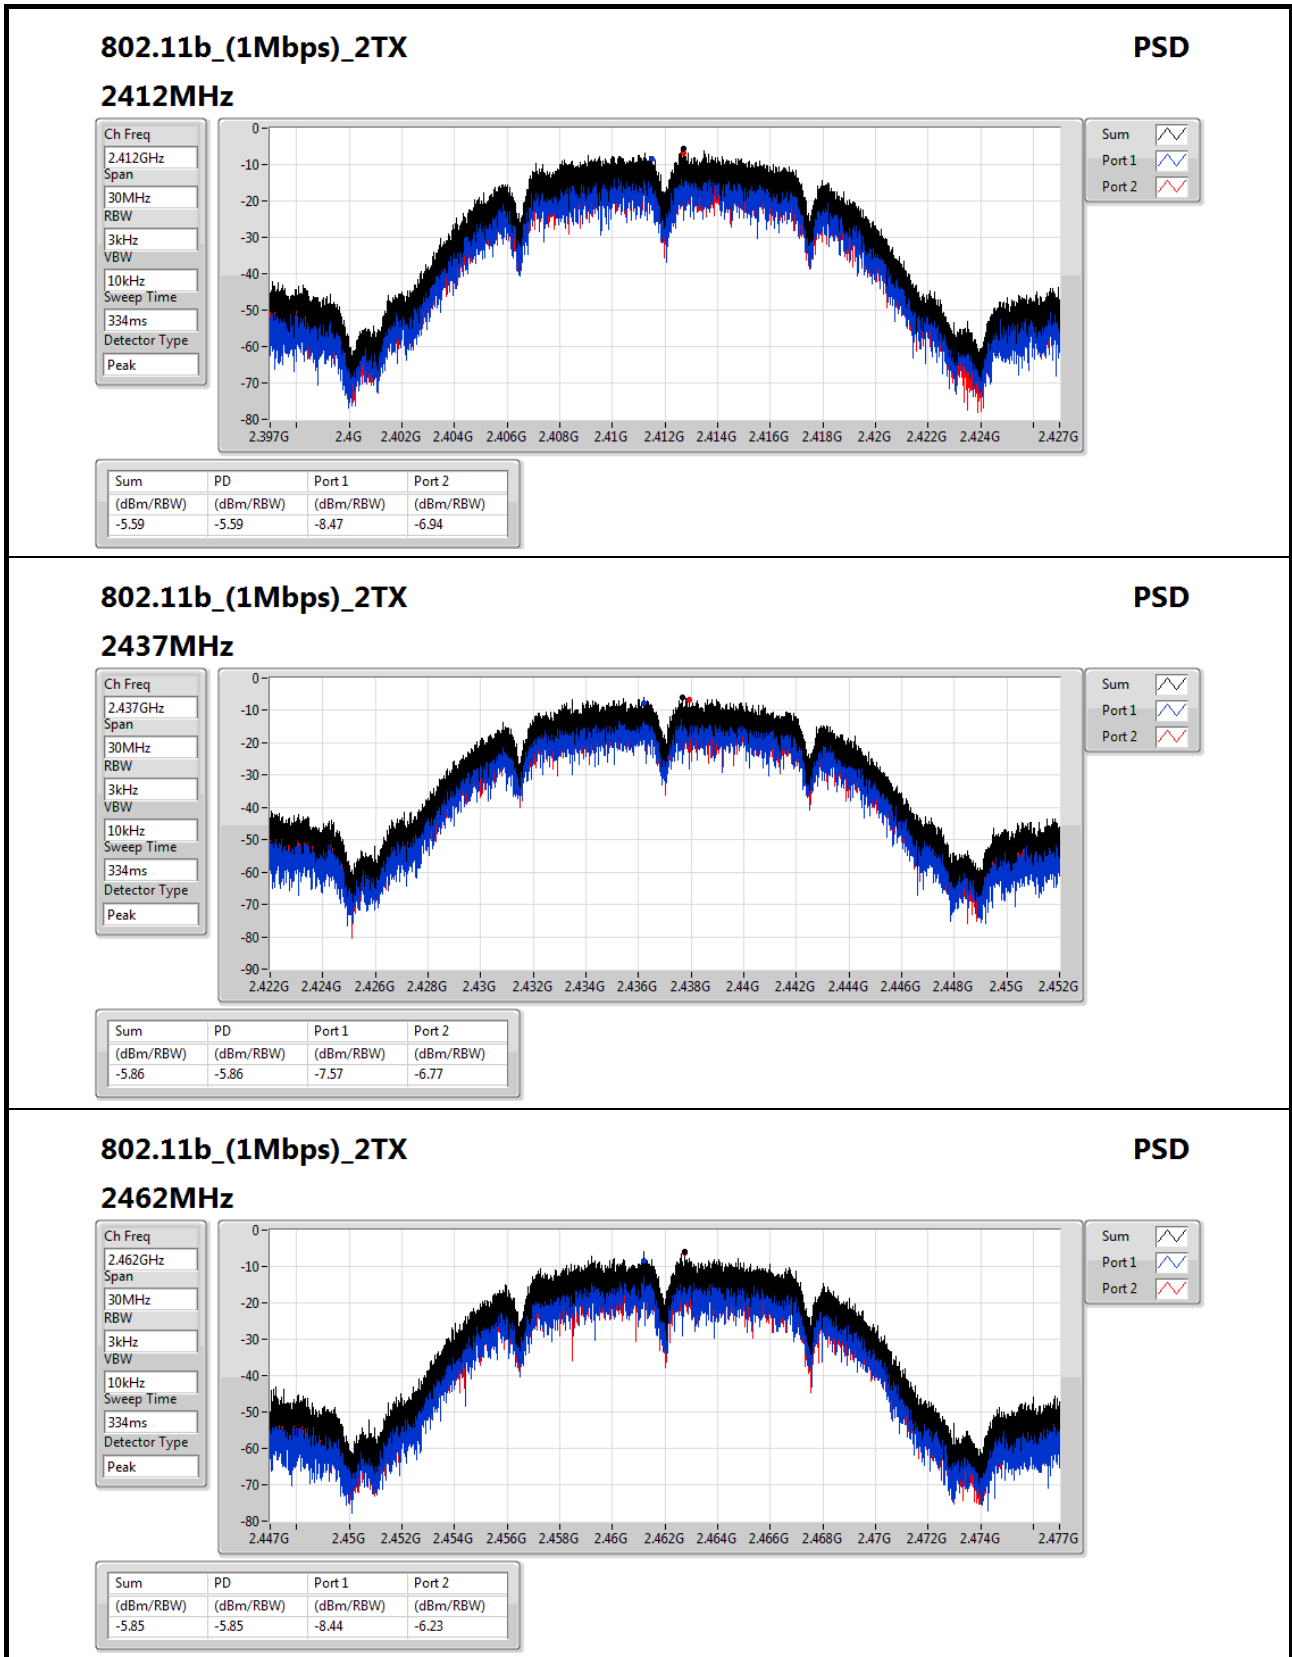 802.11b_(1Mbps)_2TX PSD
2412MHz
Ch Freq
2.412GHz
Span
30MHz
RBW
3kHz
VBW
10kHz
Sweep Time
334ms
Detector Type
Peak
0
-10
-20
-30
-40
-50
-60
-70
-80
2.397G 2.4G 2.402G 2.404G 2.406G 2.408G 2.41G 2.412G 2.414G 2.416G 2.418G 2.42G 2.422G 2.424G 2.427G
Sum
Port 1
Port 2
Sum PD Port 1 Port 2
(dBm/RBW) (dBm/RBW) (dBm/RBW) (dBm/RBW)
-5.59 -5.59 -8.47 -6.94
802.11b_(1Mbps)_2TX PSD
2437MHz
Ch Freq
2.437GHz
Span
30MHz
RBW
3kHz
VBW
10kHz
Sweep Time
334ms
Detector Type
Peak
0
-10
-20
-30
-40
-50
-60
-70
-80
-90
2.422G 2.424G 2.426G 2.428G 2.43G 2.432G 2.434G 2.436G 2.438G 2.44G 2.442G 2.444G 2.446G 2.448G 2.45G 2.452G
Sum
Port 1
Port 2
Sum PD Port 1 Port 2
(dBm/RBW) (dBm/RBW) (dBm/RBW) (dBm/RBW)
-5.86 -5.86 -7.57 -6.77
802.11b_(1Mbps)_2TX PSD
2462MHz
Ch Freq
2.462GHz
Span
30MHz
RBW
3kHz
VBW
10kHz
Sweep Time
334ms
Detector Type
Peak
0
-10
-20
-30
-40
-50
-60
-70
-80
2.447G 2.45G 2.452G 2.454G 2.456G 2.458G 2.46G 2.462G 2.464G 2.466G 2.468G 2.47G 2.472G 2.474G 2.477G
Sum
Port 1
Port 2
Sum PD Port 1 Port 2
(dBm/RBW) (dBm/RBW) (dBm/RBW) (dBm/RBW)
-5.85 -5.85 -8.44 -6.23